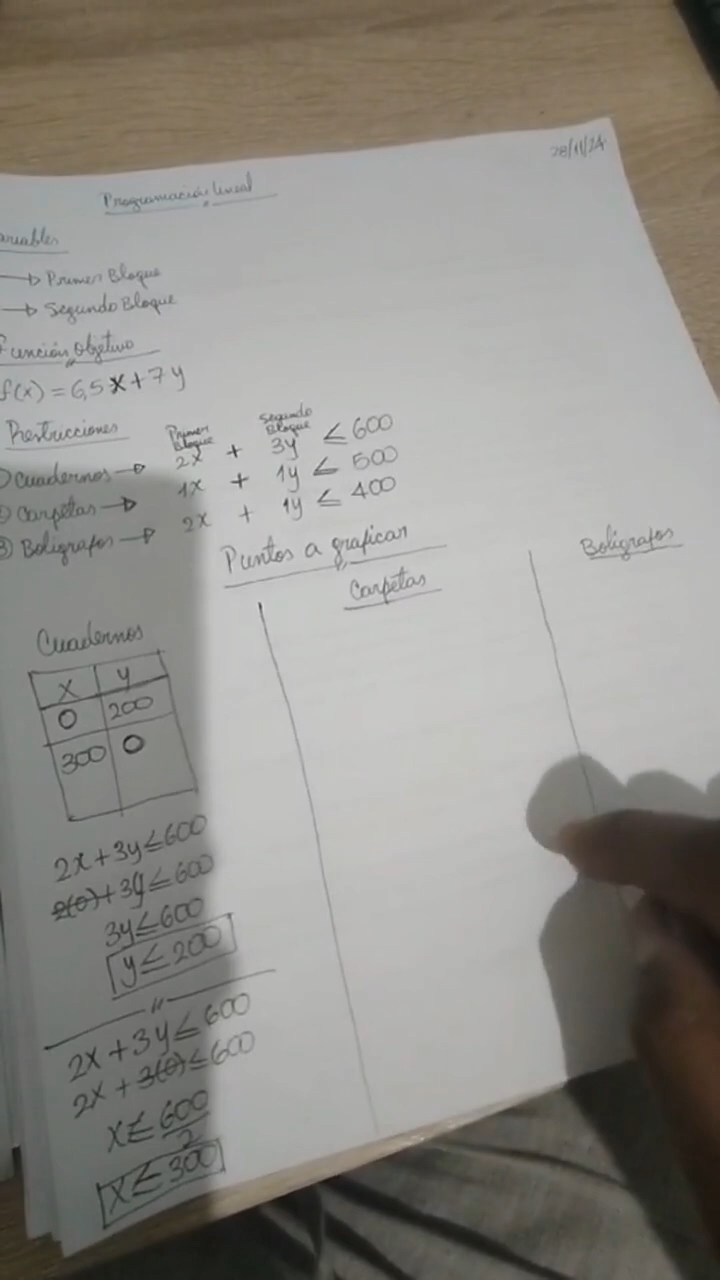 28/11/24
Programación lineal
ariables
→ Primer Bloque
→ Segundo Bloque
Función Objetivo
f(x) = 6,5x + 7y
Restricciones
Primer Bloque
Segundo Bloque
① Cuadernos → 2x + 3y ≤ 600
② Carpetas → 1x + 1y ≤ 500
③ Bolígrafos → 2x + 1y ≤ 400
Puntos a graficar
Cuadernos
Carpetas
Bolígrafos
x y
0 200
300 0
2x + 3y ≤ 600
2(0) + 3y ≤ 600
3y ≤ 600
y ≤ 200
2x + 3y ≤ 600
2x + 3(0) ≤ 600
x ≤ 600/2
x ≤ 300